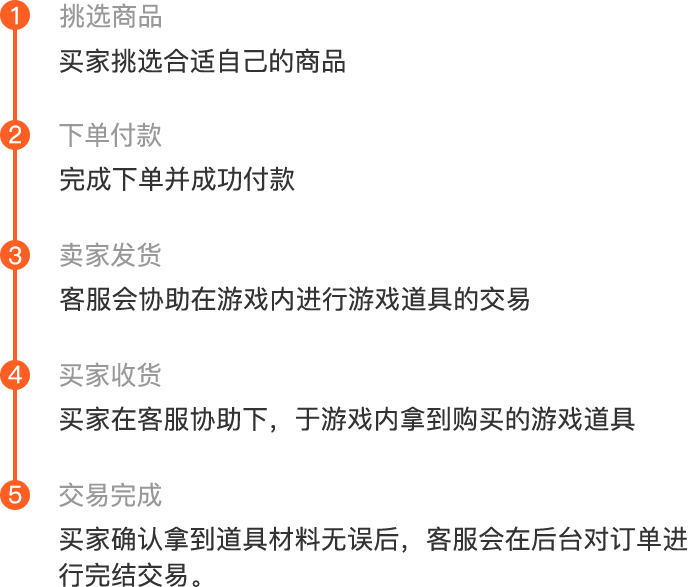 1 挑选商品
买家挑选合适自己的商品
2 下单付款
完成下单并成功付款
3 卖家发货
客服会协助在游戏内进行游戏道具的交易
4 买家收货
买家在客服协助下，于游戏内拿到购买的游戏道具
5 交易完成
买家确认拿到道具材料无误后，客服会在后台对订单进
行完结交易。